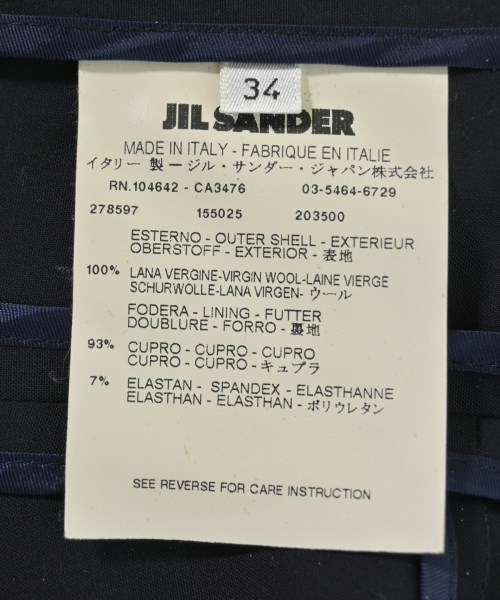 34
JIL SANDER
MADE IN ITALY - FABRIQUE EN ITALIE
イタリー 製 ー ジル・サンダー・ジャパン株式会社
RN.104642 - CA3476 03-5464-6729
278597 155025 203500
ESTERNO - OUTER SHELL - EXTERIEUR
OBERSTOFF - EXTERIOR - 表地
100% LANA VERGINE-VIRGIN WOOL-LAINE VIERGE
SCHURWOLLE-LANA VIRGEN- ウール
FODERA - LINING - FUTTER
DOUBLURE - FORRO - 裏地
93% CUPRO - CUPRO - CUPRO
CUPRO - CUPRO - キュプラ
7% ELASTAN - SPANDEX - ELASTHANNE
ELASTHAN - ELASTHAN - ポリウレタン
SEE REVERSE FOR CARE INSTRUCTION